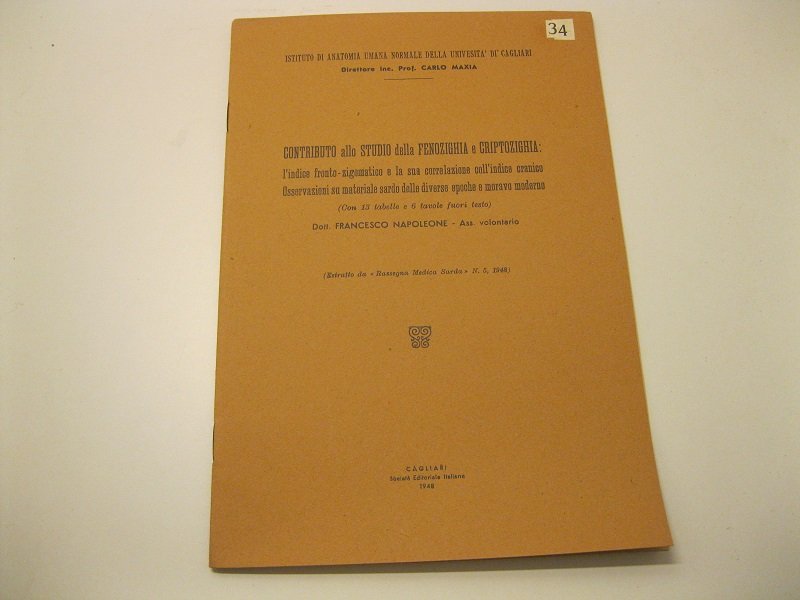 34
ISTITUTO DI ANATOMIA UMANA NORMALE DELLA UNIVESITA' DI CAGLIARI
Direttore Inc. Prof. CARLO MAXIA
CONTRIBUTO allo STUDIO della FENOZIGHIA e CRIPTOZIGHIA:
l'indice fronto-zigomatico e la sua correlazione coll'indice cranico
Osservazioni su materiale sardo delle diverse epoche e moravo moderno
(Con 13 tabelle e 6 tavole fuori testo)
Dott. FRANCESCO NAPOLEONE - Ass. volontario
(Estratto da « Rassegna Medica Sarda » N. 5, 1948)
CAGLIARI
Società Editoriale Italiana
1948